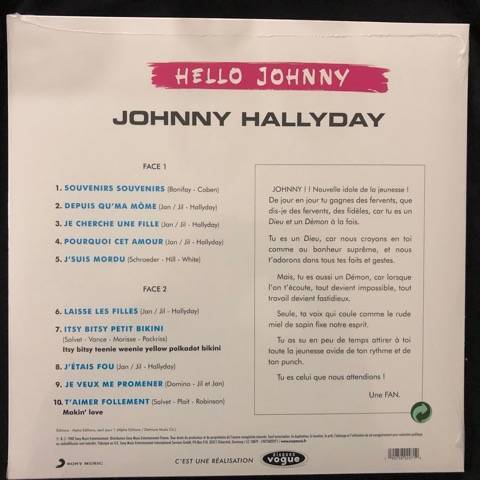 HELLO JOHNNY
JOHNNY HALLYDAY
FACE 1
1. SOUVENIRS SOUVENIRS (Bonifay - Coben)
2. DEPUIS QU'MA MÔME (Jan / Jil - Hallyday)
3. JE CHERCHE UNE FILLE (Jan / Jil - Hallyday)
4. POURQUOI CET AMOUR (Jan / Jil - Hallyday)
5. J'SUIS MORDU (Schroeder - Hill - White)
FACE 2
6. LAISSE LES FILLES (Jan / Jil - Hallyday)
7. ITSY BITSY PETIT BIKINI
(Salvet - Vance - Morisse - Pockriss)
Itsy bitsy teenie weenie yellow polkadot bikini
8. J'ÉTAIS FOU (Jan / Jil - Hallyday)
9. JE VEUX ME PROMENER (Domino - Jil et Jan)
10. T'AIMER FOLLEMENT (Salvet - Plait - Robinson)
Makin' love
JOHNNY ! ! Nouvelle idole de la jeunesse !
De jour en jour tu gagnes des fervents, que
dis-je des fervents, des fidèles, car tu es un
Dieu et un Démon à la fois.
Tu es un Dieu, car nous croyons en toi
comme au bonheur suprême, et nous
t'adorons dans tous tes faits et gestes.
Mais, tu es aussi un Démon, car lorsque
l'on t'écoute, tout devient impossible, tout
travail devient fastidieux.
Seule, ta voix qui coule comme le rude
miel de sapin fixe notre esprit.
Tu as su en peu de temps attirer à toi
toute la jeunesse avide de ton rythme et de
ton punch.
Tu es celui que nous attendions !
Une FAN.
SONY MUSIC
C'EST UNE RÉALISATION
disques
vogue